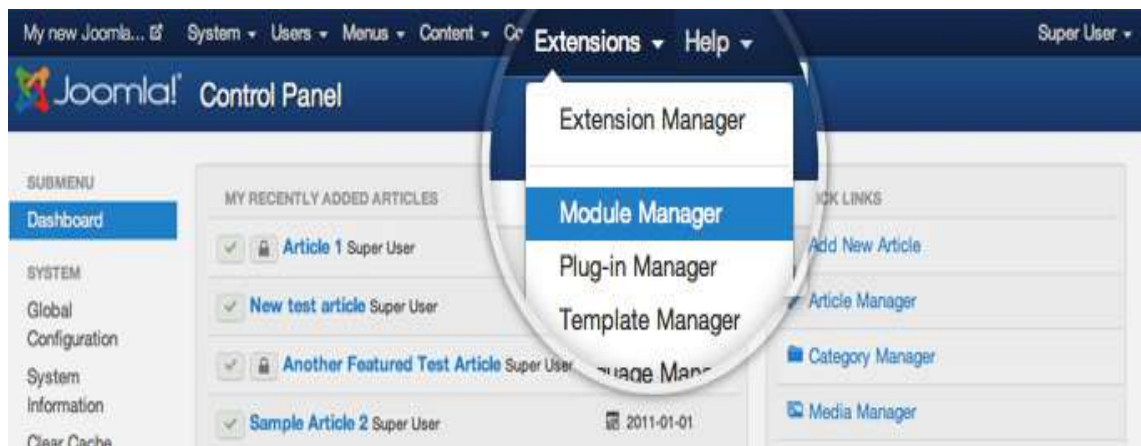 My new Joomla... System Users Menus Content Extensions Help Super User
Joomla! Control Panel
Extension Manager
Module Manager
Plug-in Manager
Template Manager
SUBMENU
Dashboard
SYSTEM
Global
Configuration
System
Information
Clear Cache
MY RECENTLY ADDED ARTICLES
Article 1 Super User
New test article Super User
Another Featured Test Article Super User
Sample Article 2 Super User 2011-01-01
LINKS
Add New Article
Article Manager
Category Manager
Media Manager